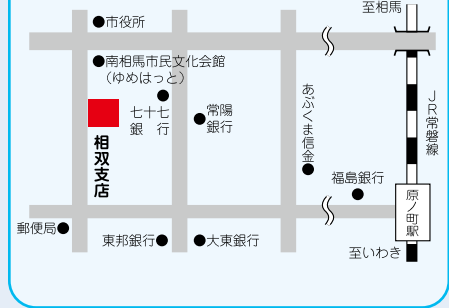 至相馬
市役所
南相馬市民文化会館
（ゆめはっと）
七十七
銀　行
常陽
銀行
相双支店
あぶくま信金
JR常磐線
福島銀行
原ノ町駅
郵便局
東邦銀行
大東銀行
至いわき